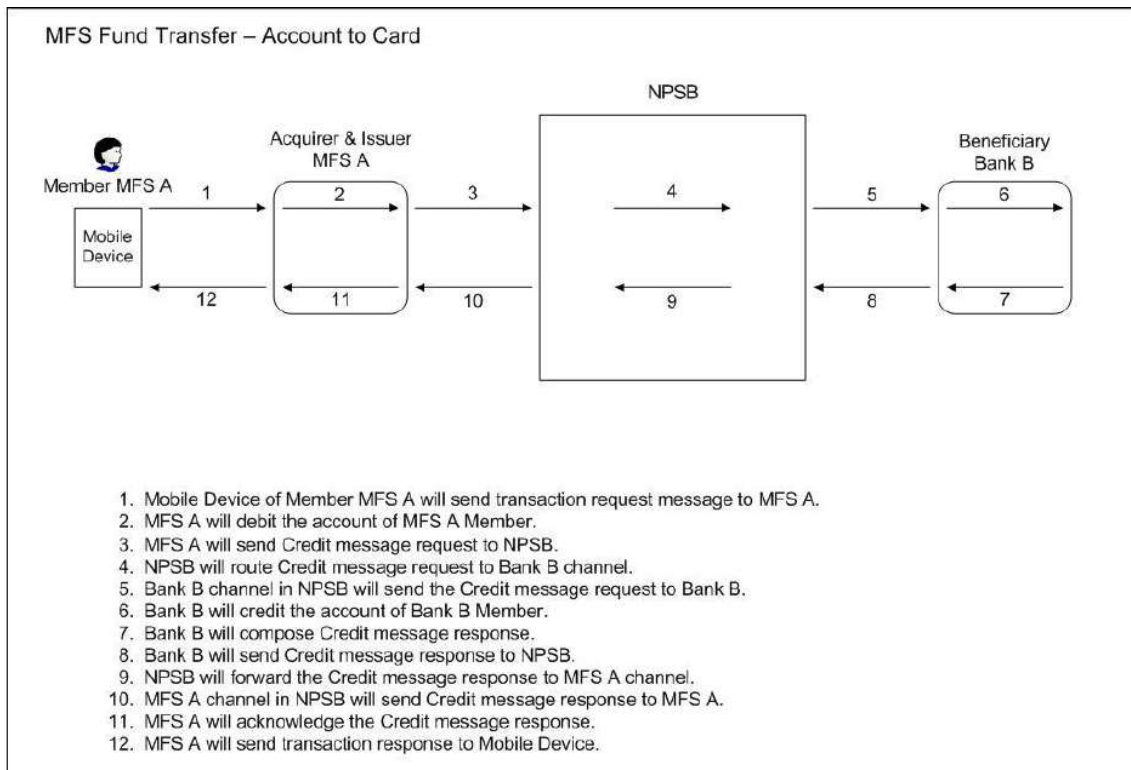 MFS Fund Transfer – Account to Card
NPSB
Acquirer & Issuer
MFS A
Beneficiary
Bank B
Member MFS A
1
2
3
4
5
6
Mobile
Device
12
11
10
9
8
7
1. Mobile Device of Member MFS A will send transaction request message to MFS A.
2. MFS A will debit the account of MFS A Member.
3. MFS A will send Credit message request to NPSB.
4. NPSB will route Credit message request to Bank B channel.
5. Bank B channel in NPSB will send the Credit message request to Bank B.
6. Bank B will credit the account of Bank B Member.
7. Bank B will compose Credit message response.
8. Bank B will send Credit message response to NPSB.
9. NPSB will forward the Credit message response to MFS A channel.
10. MFS A channel in NPSB will send Credit message response to MFS A.
11. MFS A will acknowledge the Credit message response.
12. MFS A will send transaction response to Mobile Device.